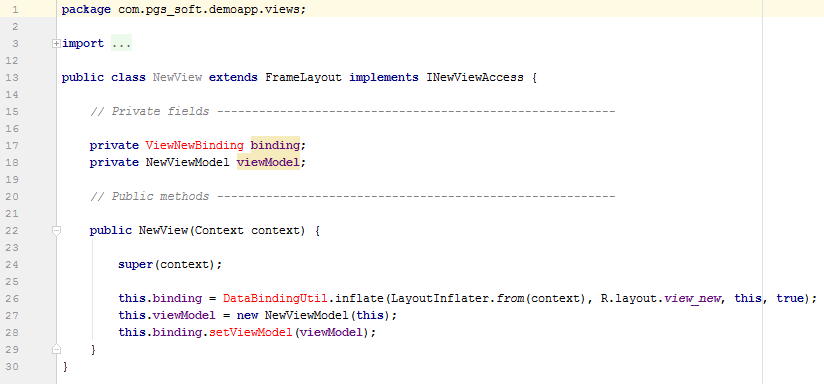 1 package com.pgs_soft.demoapp.views;
2
3 import ...
12
13 public class NewView extends FrameLayout implements INewViewAccess {
14
15 // Private fields ---------------------------------------------------------
16
17 private ViewNewBinding binding;
18 private NewViewModel viewModel;
19
20 // Public methods ---------------------------------------------------------
21
22 public NewView(Context context) {
23
24 super(context);
25
26 this.binding = DataBindingUtil.inflate(LayoutInflater.from(context), R.layout.view_new, this, true);
27 this.viewModel = new NewViewModel(this);
28 this.binding.setViewModel(viewModel);
29 }
30 }